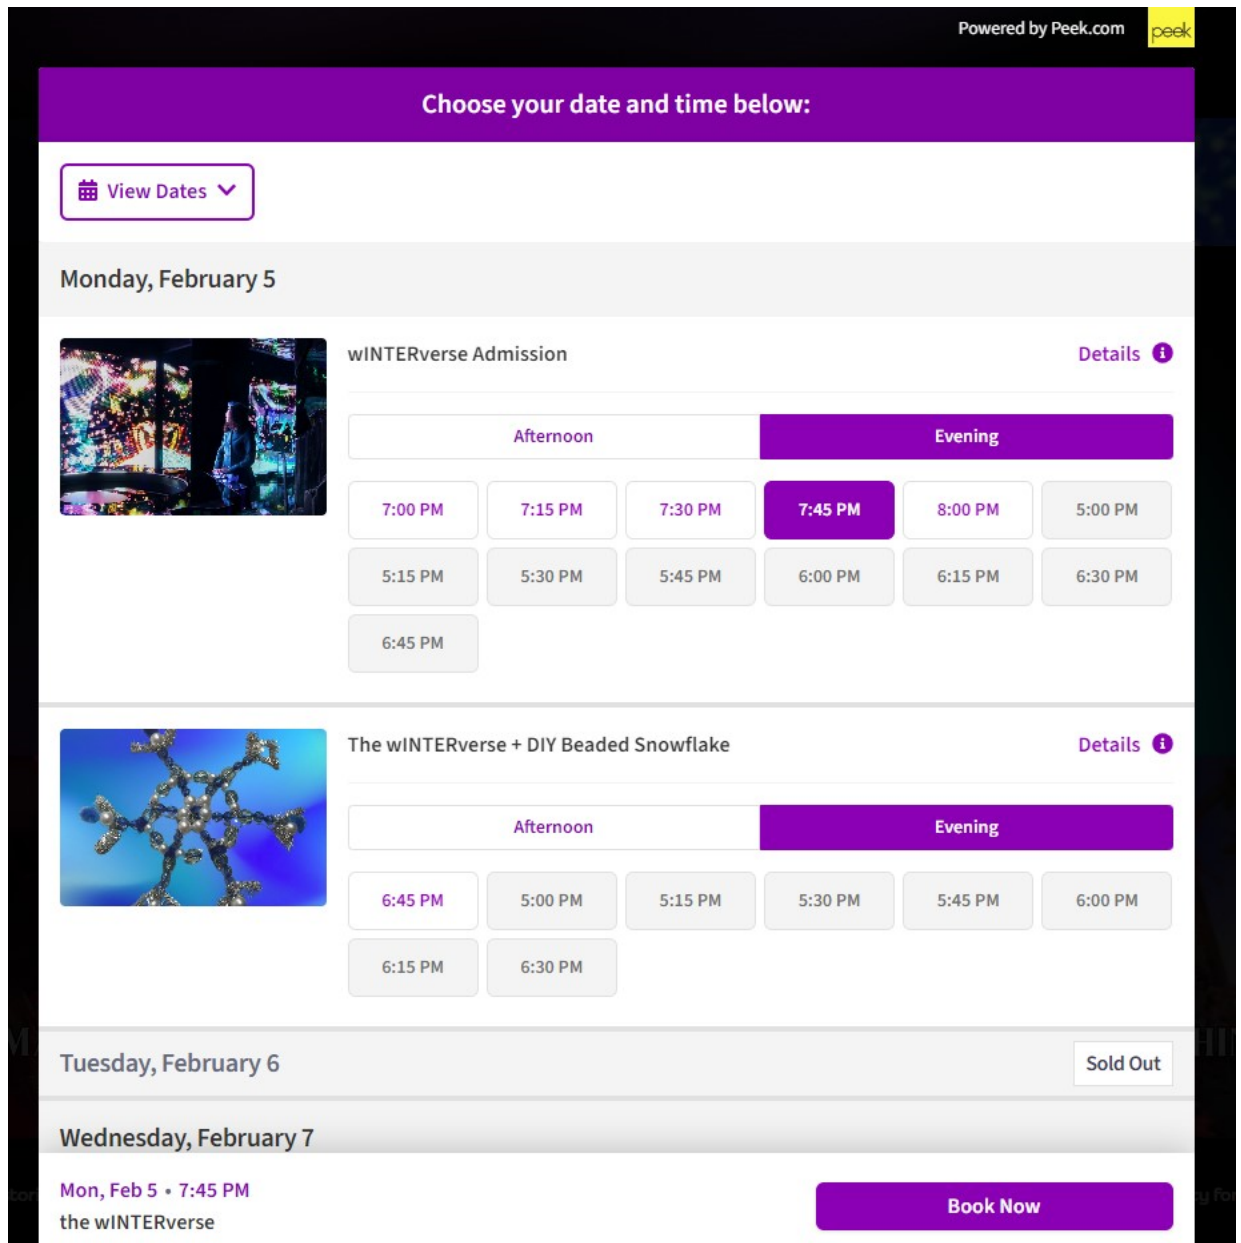 Powered by Peek.com peek
Choose your date and time below:
View Dates
Monday, February 5
wINTERverse Admission Details
Afternoon Evening
7:00 PM 7:15 PM 7:30 PM 7:45 PM 8:00 PM 5:00 PM
5:15 PM 5:30 PM 5:45 PM 6:00 PM 6:15 PM 6:30 PM
6:45 PM
The wINTERverse + DIY Beaded Snowflake Details
Afternoon Evening
6:45 PM 5:00 PM 5:15 PM 5:30 PM 5:45 PM 6:00 PM
6:15 PM 6:30 PM
Tuesday, February 6 Sold Out
Wednesday, February 7
Mon, Feb 5 • 7:45 PM
the wINTERverse
Book Now